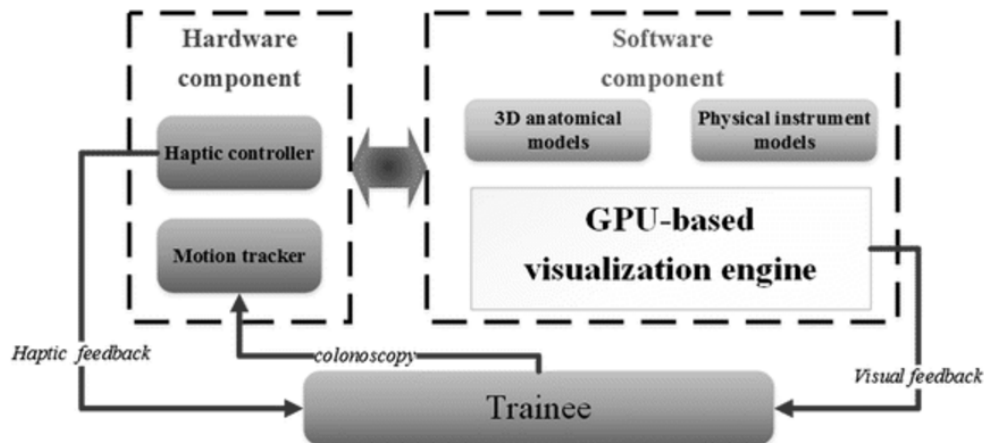 Hardware
component
Haptic controller
Motion tracker
Software
component
3D anatomical
models
Physical instrument
models
GPU-based
visualization engine
Haptic feedback
colonoscopy
Visual feedback
Trainee